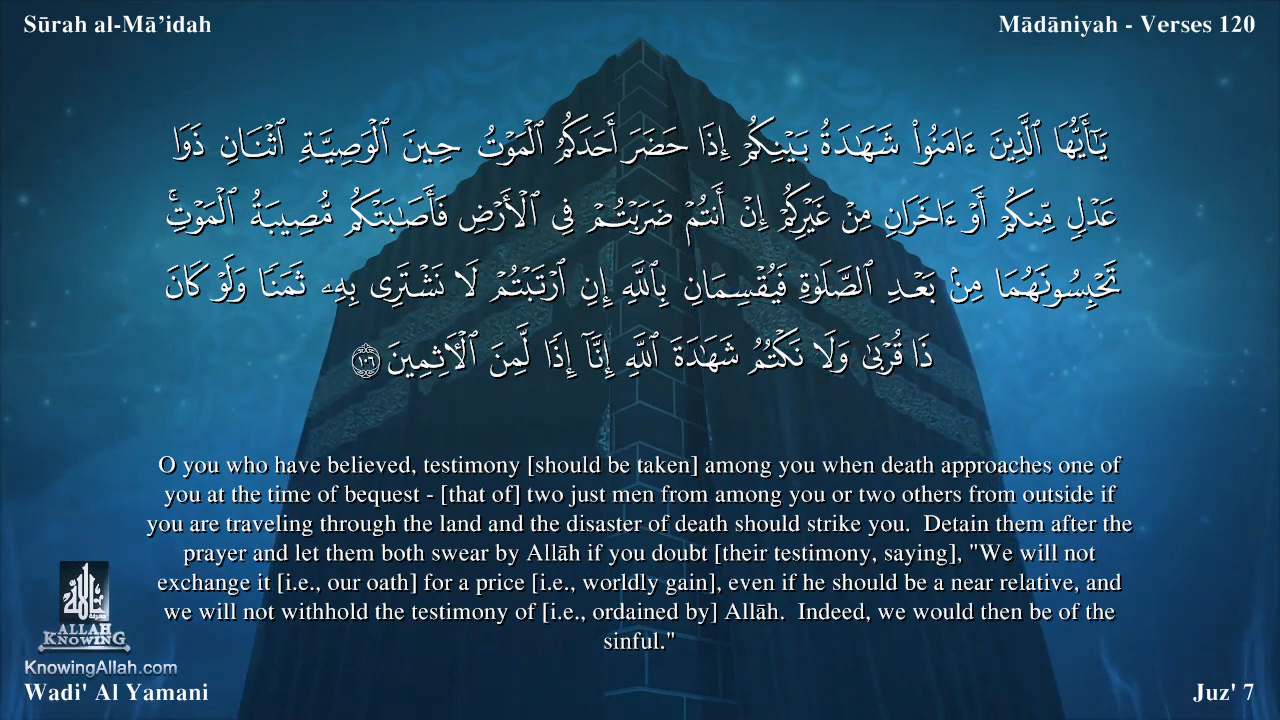 Sūrah al-Mā’idah
Mādāniyah - Verses 120
يَـٰٓأَيُّهَا ٱلَّذِينَ ءَامَنُوا۟ شَهَـٰدَةُ بَيْنِكُمْ إِذَا حَضَرَ أَحَدَكُمُ ٱلْمَوْتُ حِينَ ٱلْوَصِيَّةِ ٱثْنَانِ ذَوَا
عَدْلٍ مِّنكُمْ أَوْ ءَاخَرَانِ مِنْ غَيْرِكُمْ إِنْ أَنتُمْ ضَرَبْتُمْ فِى ٱلْأَرْضِ فَأَصَـٰبَتْكُم مُّصِيبَةُ ٱلْمَوْتِ ۚ
تَحْبِسُونَهُمَا مِنۢ بَعْدِ ٱلصَّلَوٰةِ فَيُقْسِمَانِ بِٱللَّهِ إِنِ ٱرْتَبْتُمْ لَا نَشْتَرِى بِهِۦ ثَمَنًا وَلَوْ كَانَ
ذَا قُرْبَىٰ وَلَا نَكْتُمُ شَهَـٰدَةَ ٱللَّهِ إِنَّآ إِذًا لَّمِنَ ٱلْـَٔاثِمِينَ ١٠٦
O you who have believed, testimony [should be taken] among you when death approaches one of
you at the time of bequest - [that of] two just men from among you or two others from outside if
you are traveling through the land and the disaster of death should strike you.  Detain them after the
prayer and let them both swear by Allāh if you doubt [their testimony, saying], "We will not
exchange it [i.e., our oath] for a price [i.e., worldly gain], even if he should be a near relative, and
we will not withhold the testimony of [i.e., ordained by] Allāh.  Indeed, we would then be of the
sinful."
ALLAH
KNOWING
KnowingAllah.com
Wadi' Al Yamani
Juz' 7